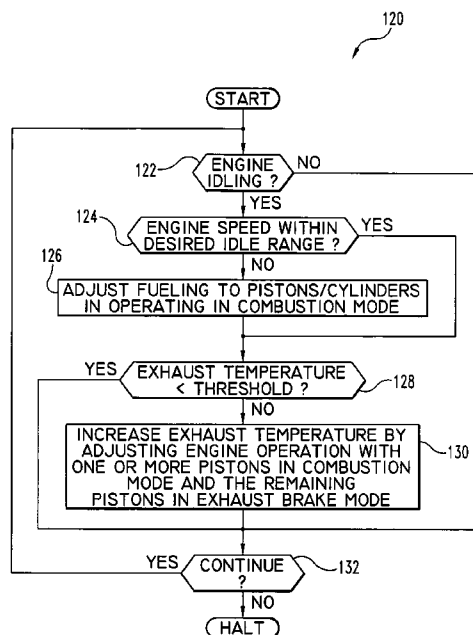 120
START
122
ENGINE
IDLING ?
NO
YES
124
ENGINE SPEED WITHIN
DESIRED IDLE RANGE ?
YES
NO
126
ADJUST FUELING TO PISTONS/CYLINDERS
IN OPERATING IN COMBUSTION MODE
YES
EXHAUST TEMPERATURE
< THRESHOLD ?
128
NO
INCREASE EXHAUST TEMPERATURE BY
ADJUSTING ENGINE OPERATION WITH
ONE OR MORE PISTONS IN COMBUSTION
MODE AND THE REMAINING
PISTONS IN EXHAUST BRAKE MODE
130
YES
CONTINUE
?
132
NO
HALT